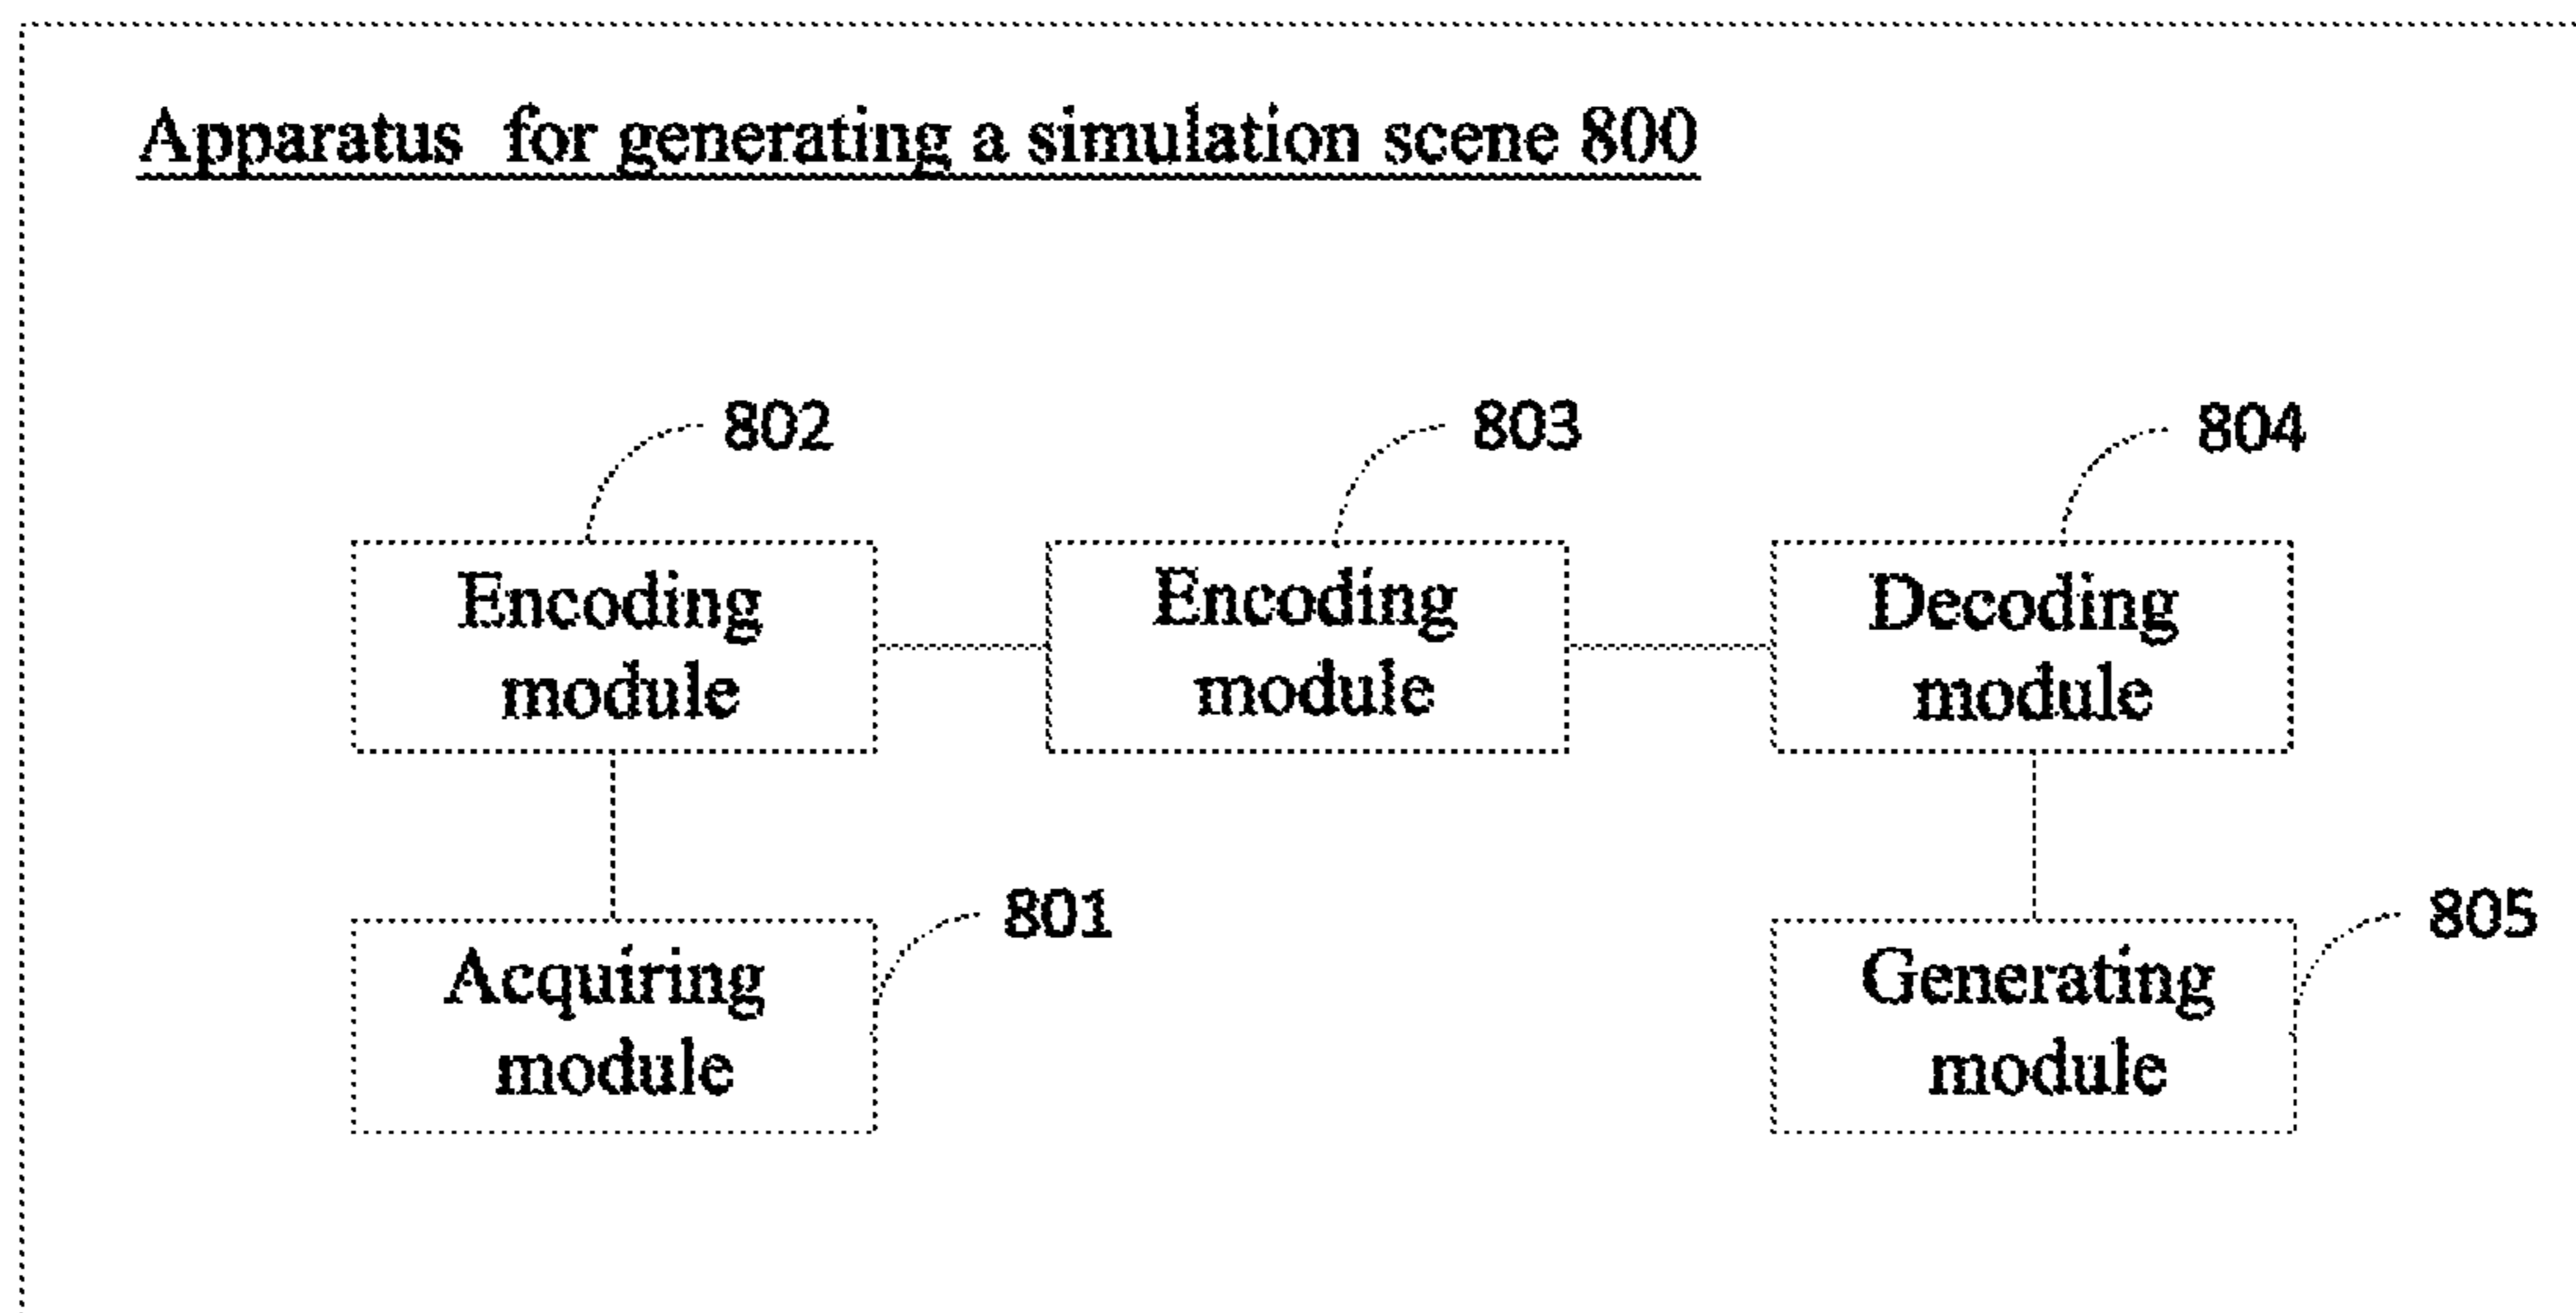 Apparatus for generating a simulation scene 800
802
803
804
Encoding
module
Encoding
module
Decoding
module
801
805
Acquiring
module
Generating
module